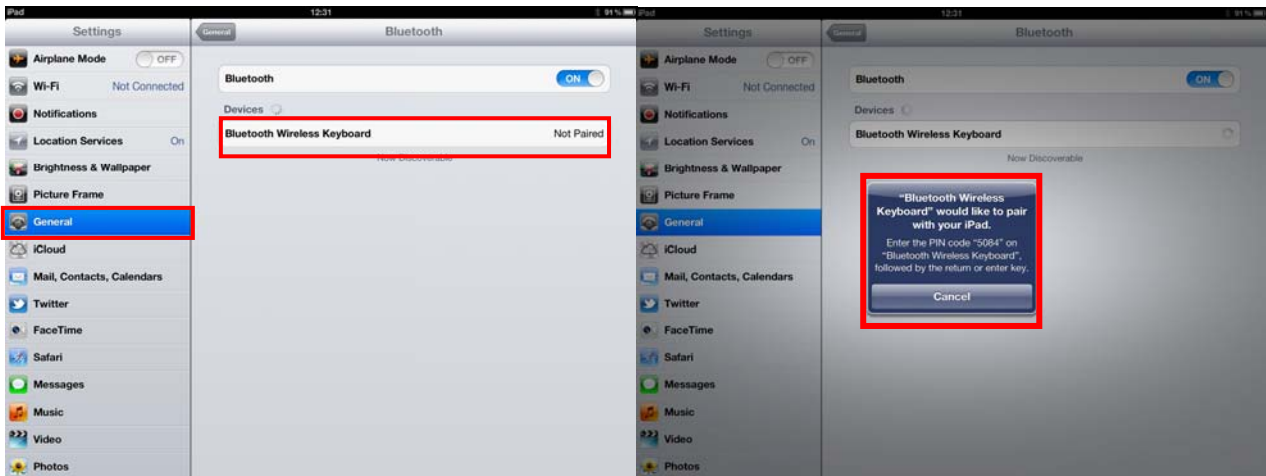 iPad 12:31 91%
Settings
General
Bluetooth
Airplane Mode OFF
Wi-Fi Not Connected
Notifications
Location Services On
Brightness & Wallpaper
Picture Frame
General
iCloud
Mail, Contacts, Calendars
Twitter
FaceTime
Safari
Messages
Music
Video
Photos
Bluetooth ON
Devices
Bluetooth Wireless Keyboard Not Paired
Now Discoverable
iPad 12:31 91%
Settings
General
Bluetooth
Airplane Mode OFF
Wi-Fi Not Connected
Notifications
Location Services On
Brightness & Wallpaper
Picture Frame
General
iCloud
Mail, Contacts, Calendars
Twitter
FaceTime
Safari
Messages
Music
Video
Photos
Bluetooth ON
Devices
Bluetooth Wireless Keyboard
Now Discoverable
“Bluetooth Wireless
Keyboard” would like to pair
with your iPad.
Enter the PIN code “5084” on
“Bluetooth Wireless Keyboard”,
followed by the return or enter key.
Cancel